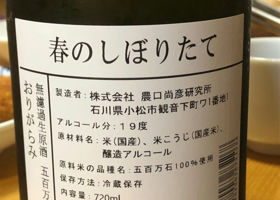 春のしぼりたて
無濾過生原酒
おりがらみ
五百万石
製造者：株式会社 農口尚彦研究所
石川県小松市観音下町ワ1番地1
アルコール分：19度
原材料名：米(国産)、米こうじ(国産米)、
醸造アルコール
原料米の品種名：五百万石100％使用
保存方法：冷蔵保存
内容量：720ml